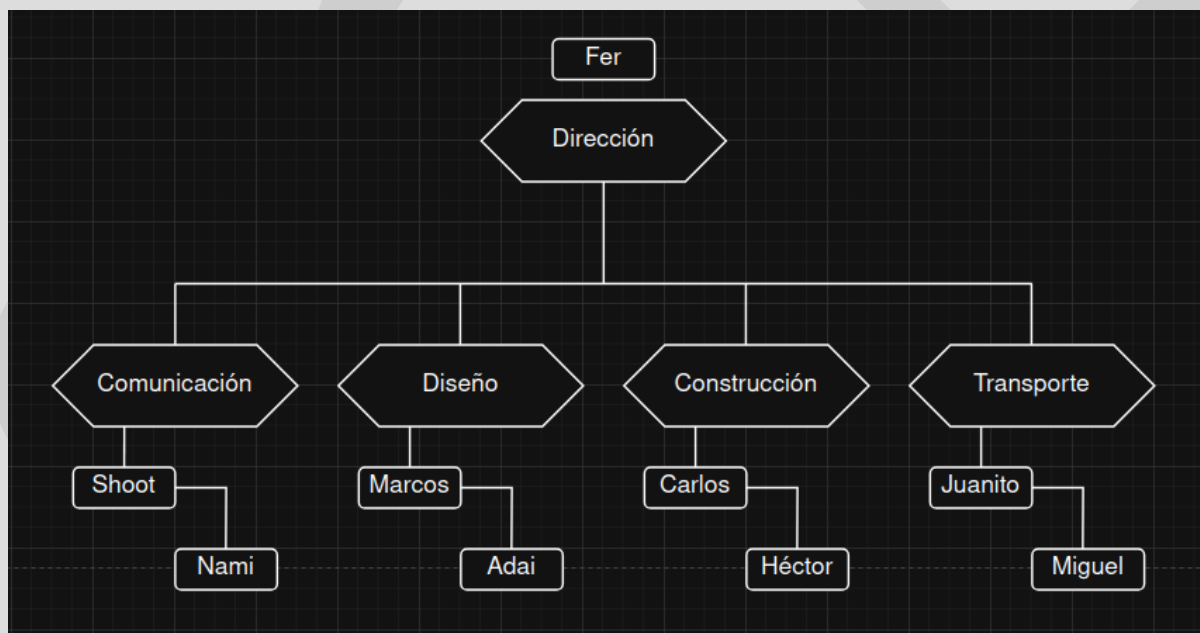 Fer
Dirección
Comunicación
Diseño
Construcción
Transporte
Shoot
Marcos
Carlos
Juanito
Nami
Adai
Héctor
Miguel